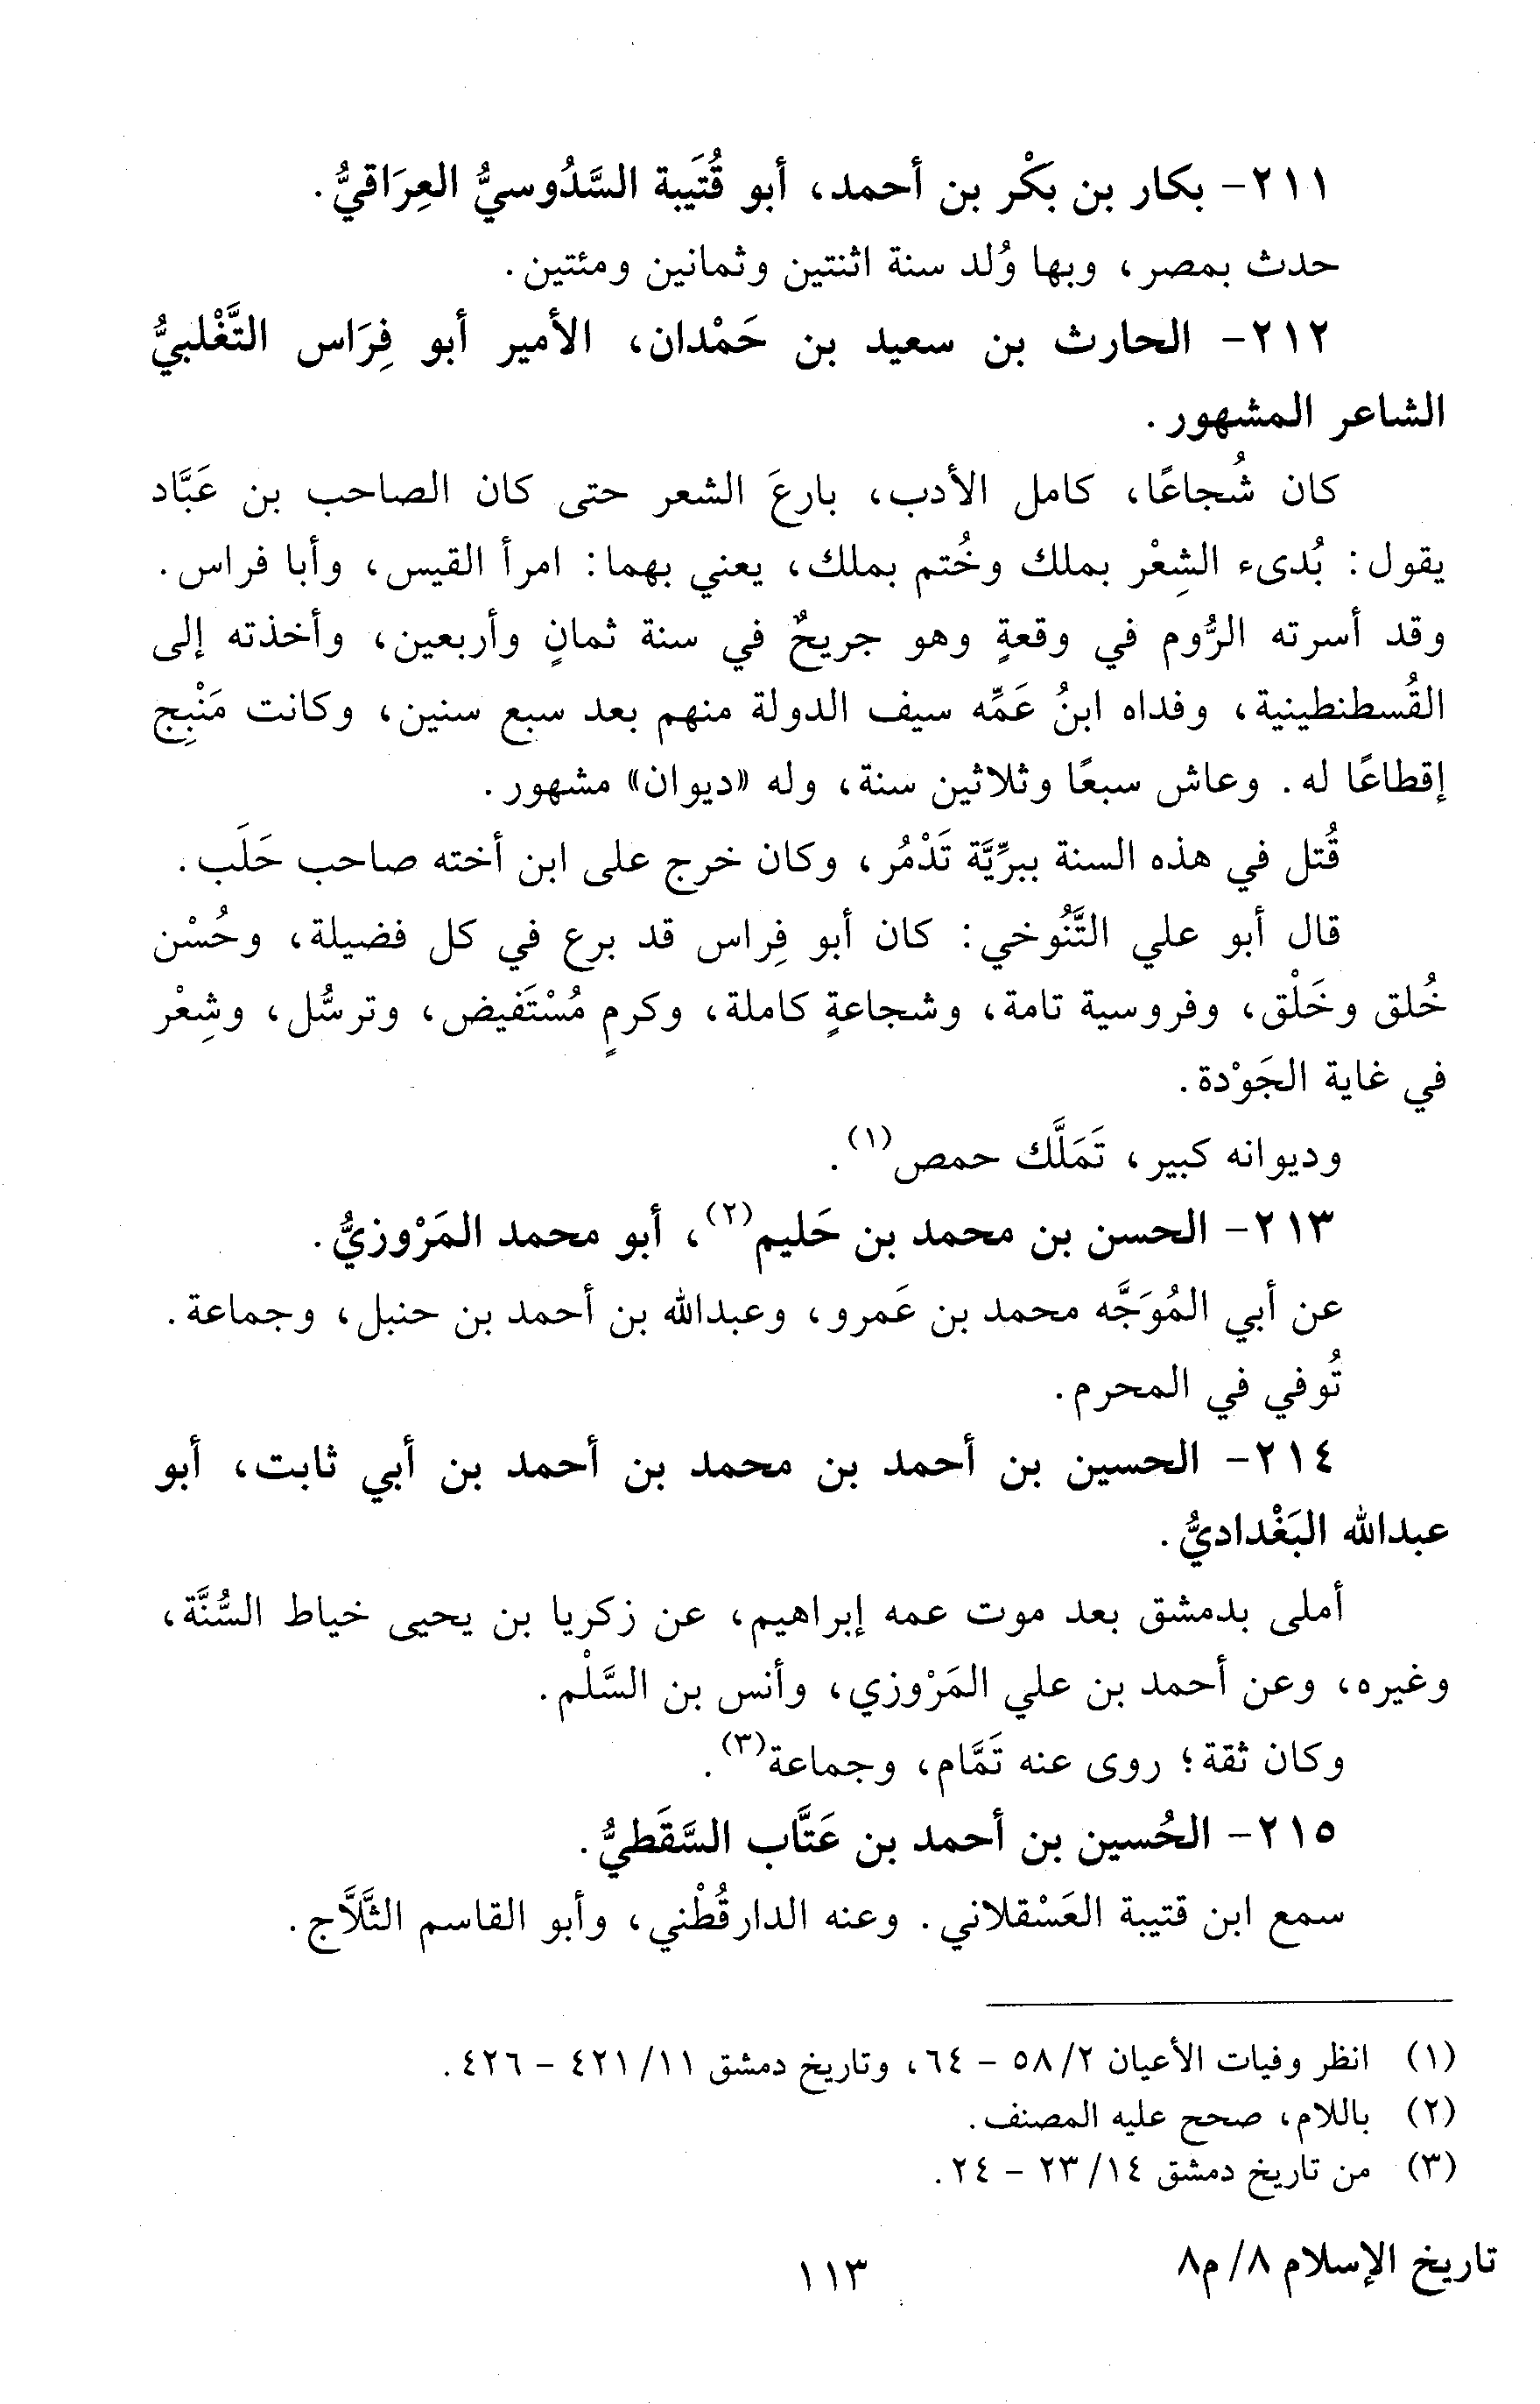 ٢١١- بكار بن بَكْر بن أحمد، أبو قُتَيبة السَّدُوسيُّ العِرَاقيُّ.
حدث بمصر، وبها وُلد سنة اثنتين وثمانين ومئتين.
٢١٢- الحارث بن سعيد بن حَمْدان، الأمير أبو فِرَاس التَّغْلبيُّ
الشاعر المشهور.
كان شُجاعًا، كامل الأدب، بارعَ الشعر حتى كان الصاحب بن عَبَّاد
يقول: بُدىء الشِعْر بملك وخُتم بملك، يعني بهما: امرأ القيس، وأبا فراس.
وقد أسرته الرُّوم في وقعةٍ وهو جريحٌ في سنة ثمانٍ وأربعين، وأخذته إلى
القُسطنطينية، وفداه ابنُ عَمِّه سيف الدولة منهم بعد سبع سنين، وكانت مَنْبِج
إقطاعًا له. وعاش سبعًا وثلاثين سنة، وله «ديوان» مشهور.
قُتل في هذه السنة ببرِّيَّة تَدْمُر، وكان خرج على ابن أخته صاحب حَلَب.
قال أبو علي التَّنُوخي: كان أبو فِراس قد برع في كل فضيلة، وحُسْن
خُلق وخَلْق، وفروسية تامة، وشجاعةٍ كاملة، وكرمٍ مُسْتَفيض، وترسُّل، وشِعْر
في غاية الجَوْدة.
وديوانه كبير، تَمَلَّك حمص(١).
٢١٣- الحسن بن محمد بن حَليم(٢)، أبو محمد المَرْوزيُّ.
عن أبي المُوَجَّه محمد بن عَمرو، وعبدالله بن أحمد بن حنبل، وجماعة.
تُوفي في المحرم.
٢١٤- الحسين بن أحمد بن محمد بن أحمد بن أبي ثابت، أبو
عبدالله البَغْداديُّ.
أملى بدمشق بعد موت عمه إبراهيم، عن زكريا بن يحيى خياط السُّنَّة،
وغيره، وعن أحمد بن علي المَرْوزي، وأنس بن السَّلْم.
وكان ثقة؛ روى عنه تَمَّام، وجماعة(٣).
٢١٥- الحُسين بن أحمد بن عَتَّاب السَّقَطيُّ.
سمع ابن قتيبة العَسْقلاني. وعنه الدارقُطْني، وأبو القاسم الثَّلَّاج.
(١) انظر وفيات الأعيان ٢/ ٥٨ - ٦٤، وتاريخ دمشق ١١/ ٤٢١ - ٤٢٦.
(٢) باللام، صحح عليه المصنف.
(٣) من تاريخ دمشق ١٤/ ٢٣ - ٢٤.
تاريخ الإسلام ٨/ م٨
١١٣